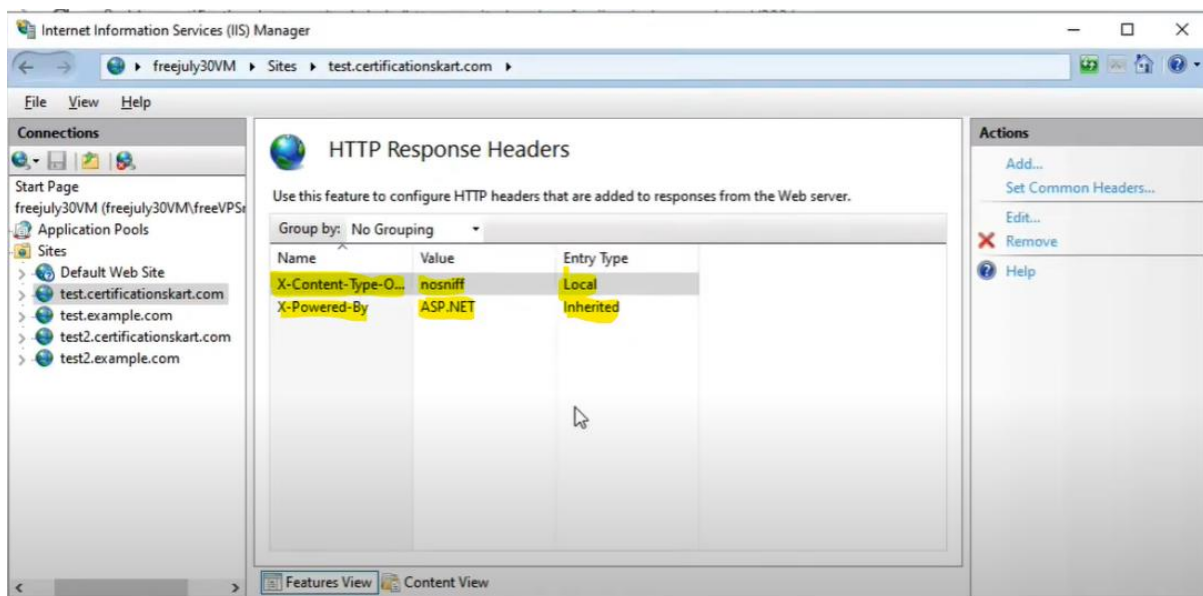 Internet Information Services (IIS) Manager
freejuly30VM Sites test.certificationskart.com
File View Help
Connections
Start Page
freejuly30VM (freejuly30VM\freeVPSr
Application Pools
Sites
Default Web Site
test.certificationskart.com
test.example.com
test2.certificationskart.com
test2.example.com
HTTP Response Headers
Use this feature to configure HTTP headers that are added to responses from the Web server.
Group by: No Grouping
Name Value Entry Type
X-Content-Type-O... nosniff Local
X-Powered-By ASP.NET Inherited
Features View Content View
Actions
Add...
Set Common Headers...
Edit...
Remove
Help